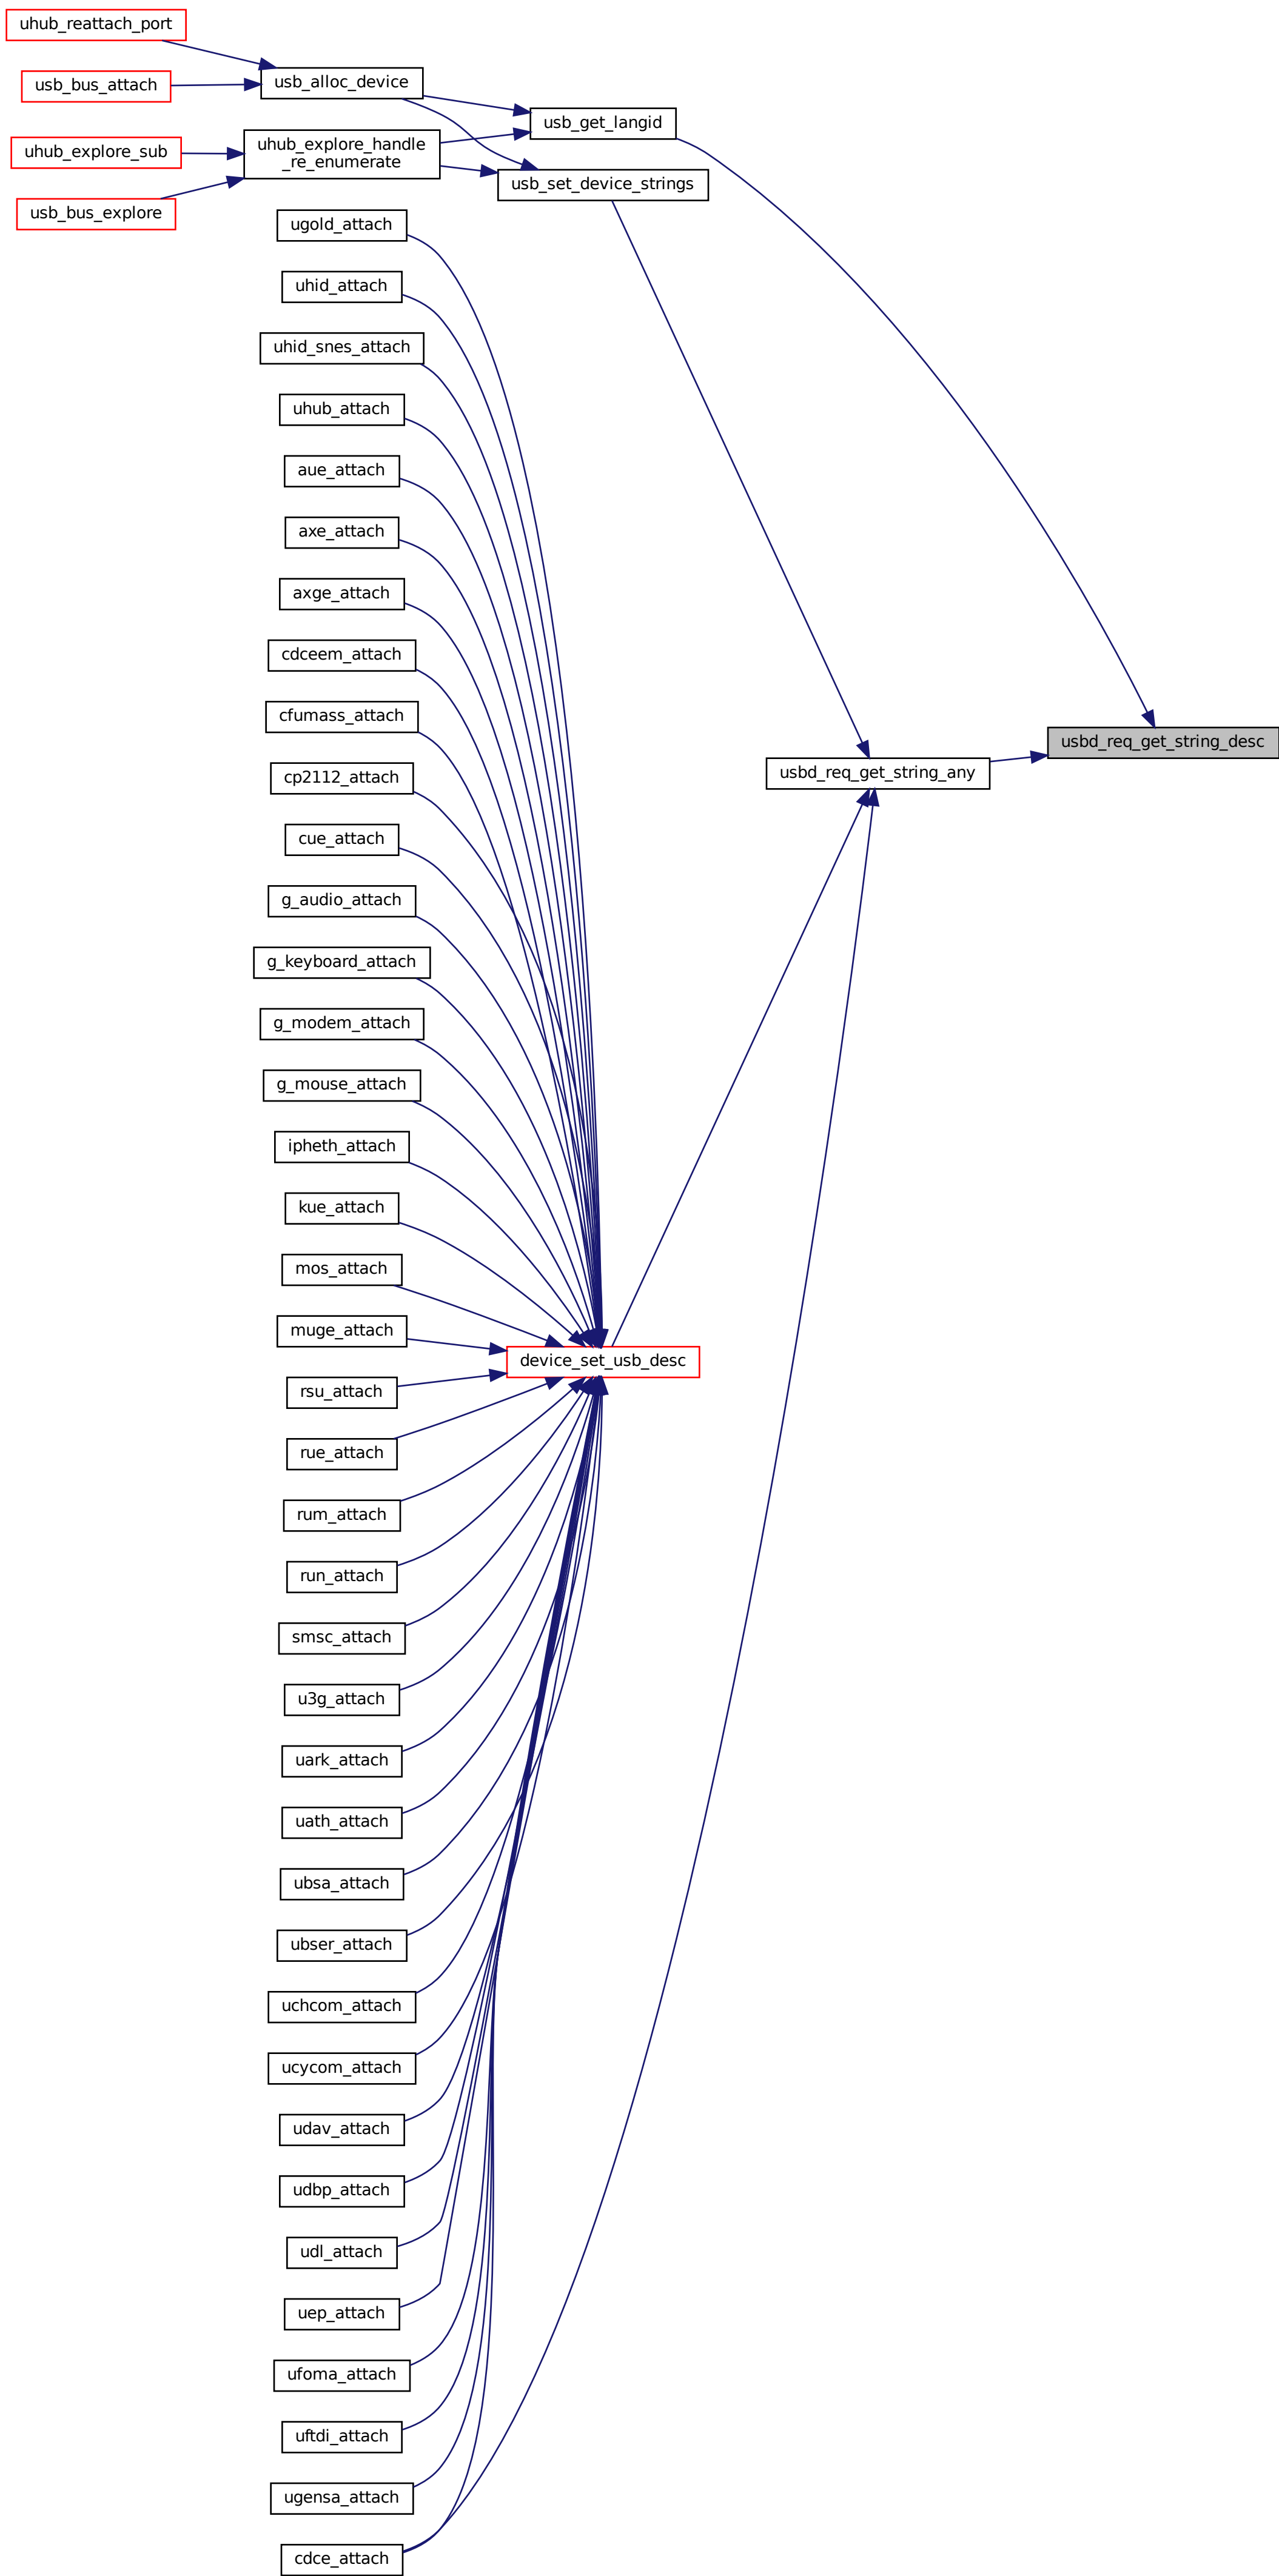 uhub_reattach_port
usb_alloc_device
usb_bus_attach
usb_get_langid
uhub_explore_handle
_re_enumerate
uhub_explore_sub
usb_set_device_strings
usb_bus_explore
ugold_attach
uhid_attach
uhid_snes_attach
uhub_attach
aue_attach
axe_attach
axge_attach
cdceem_attach
cfumass_attach
usbd_req_get_string_desc
cp2112_attach
usbd_req_get_string_any
cue_attach
g_audio_attach
g_keyboard_attach
g_modem_attach
g_mouse_attach
ipheth_attach
kue_attach
mos_attach
muge_attach
device_set_usb_desc
rsu_attach
rue_attach
rum_attach
run_attach
smsc_attach
u3g_attach
uark_attach
uath_attach
ubsa_attach
ubser_attach
uchcom_attach
ucycom_attach
udav_attach
udbp_attach
udl_attach
uep_attach
ufoma_attach
uftdi_attach
ugensa_attach
cdce_attach